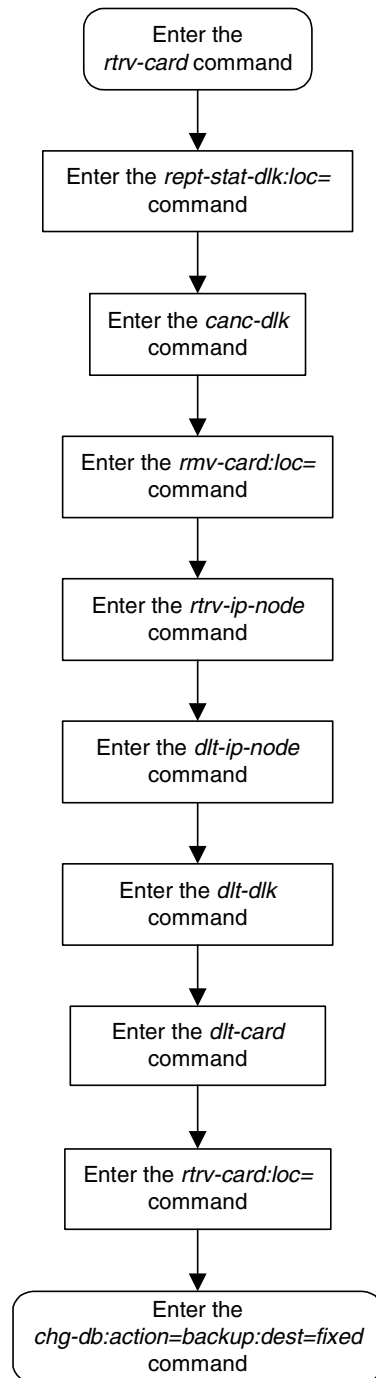 Enter the
rtrv-card command
Enter the rept-stat-dlk:loc=
command
Enter the canc-dlk
command
Enter the rmv-card:loc=
command
Enter the rtrv-ip-node
command
Enter the dlt-ip-node
command
Enter the dlt-dlk
command
Enter the dlt-card
command
Enter the rtrv-card:loc=
command
Enter the
chg-db:action=backup:dest=fixed
command